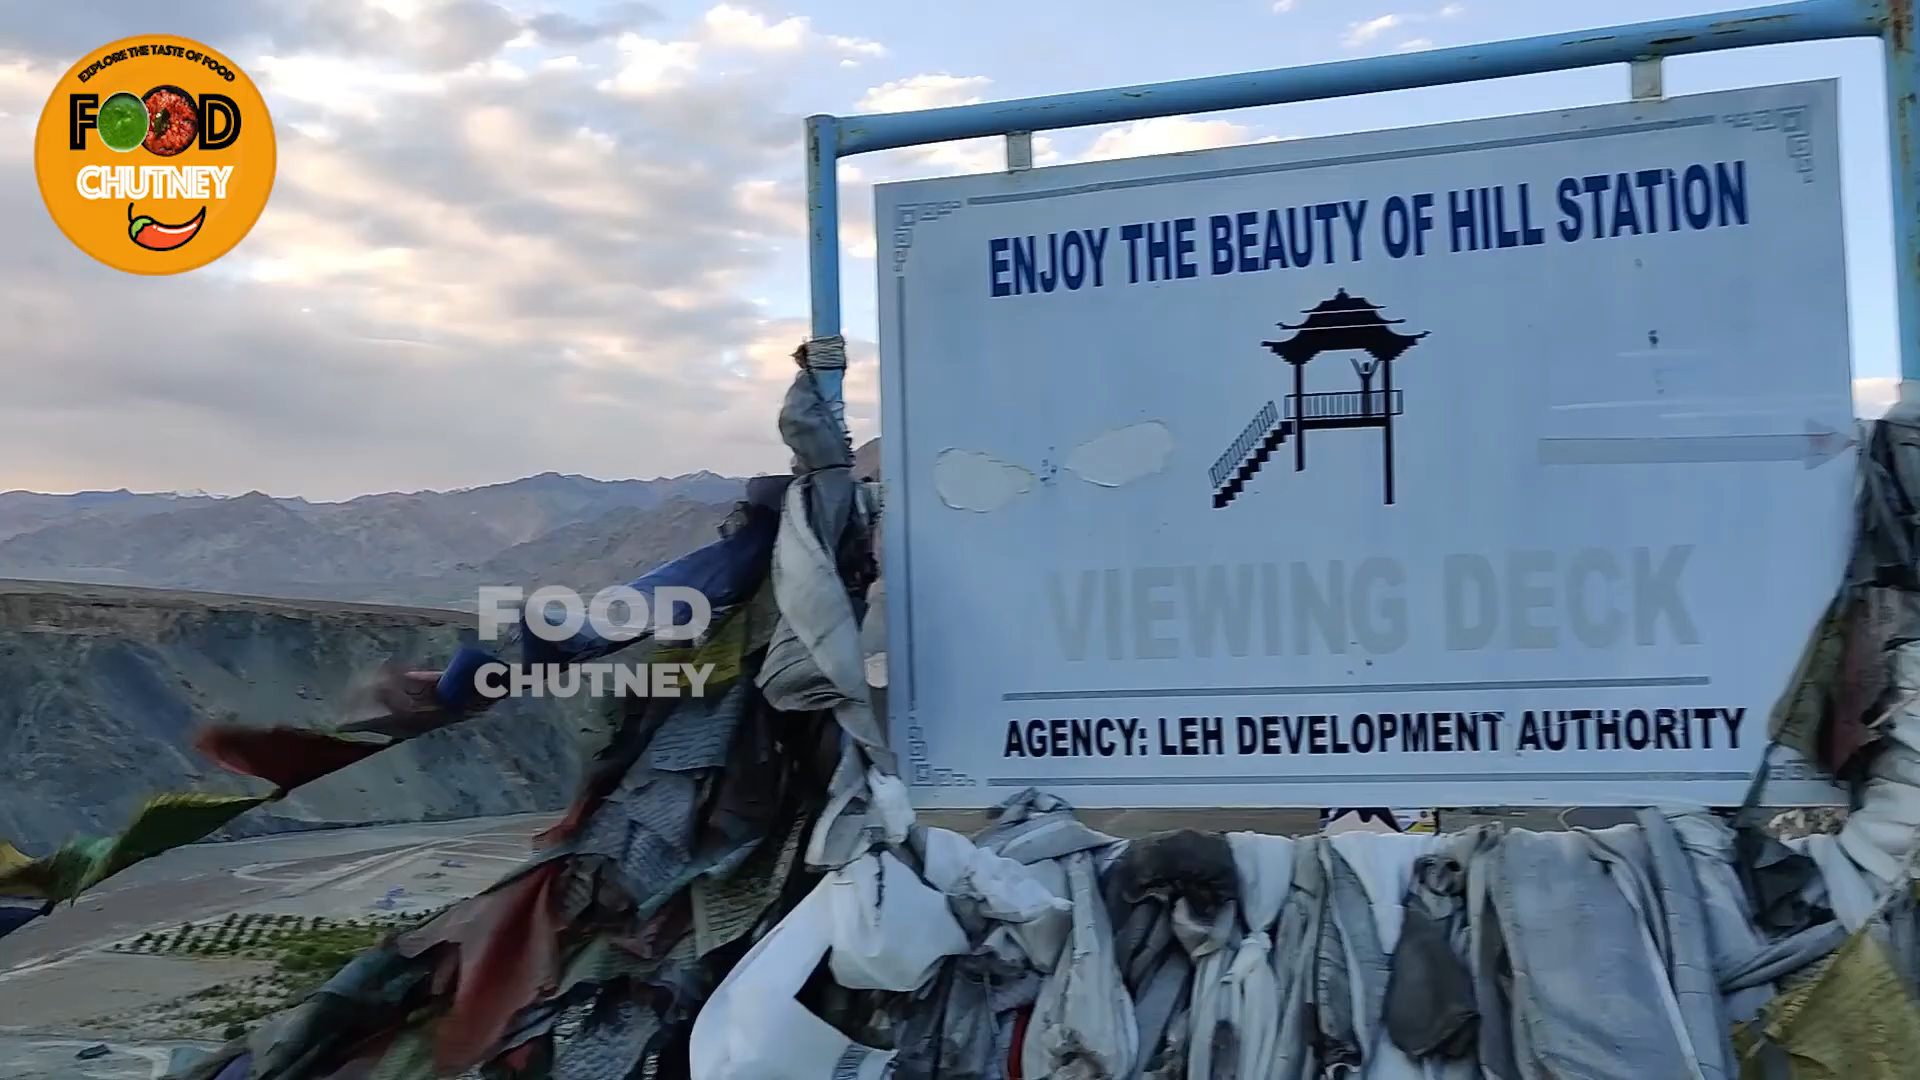 EXPLORE THE TASTE OF FOOD
FOOD
CHUTNEY
ENJOY THE BEAUTY OF HILL STATION
VIEWING DECK
AGENCY: LEH DEVELOPMENT AUTHORITY
FOOD
CHUTNEY